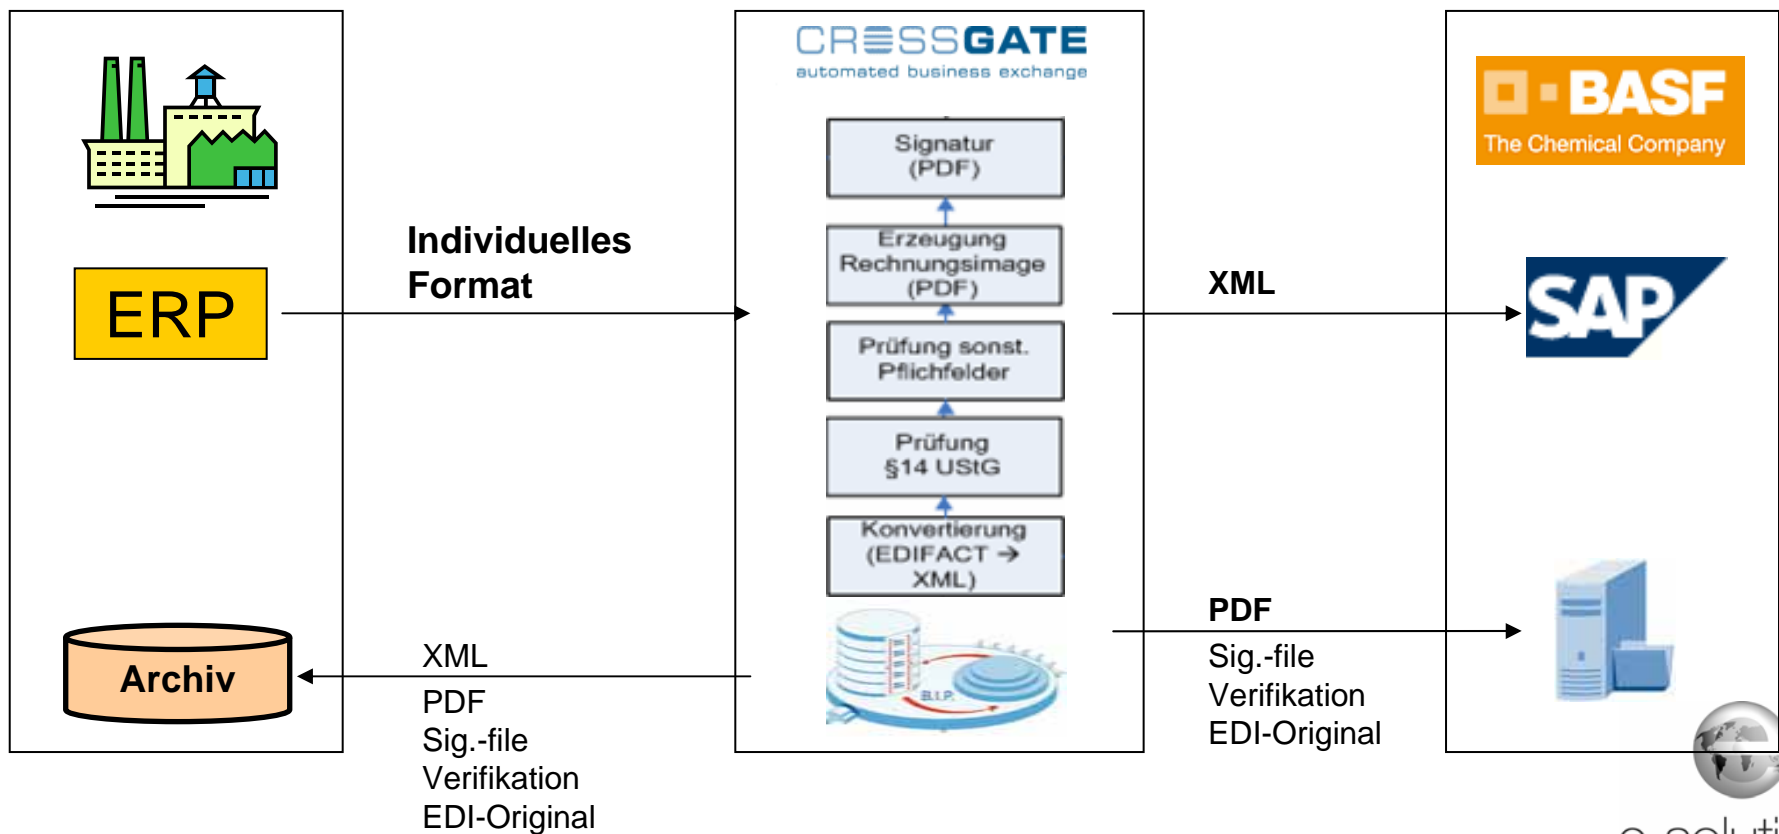 ERP
Archiv
Individuelles
Format
XML
PDF
Sig.-file
Verifikation
EDI-Original
CROSSGATE
automated business exchange
Signatur
(PDF)
Erzeugung
Rechnungsimage
(PDF)
Prüfung sonst.
Pflichfelder
Prüfung
§14 UStG
Konvertierung
(EDIFACT →
XML)
B.I.P.
XML
PDF
Sig.-file
Verifikation
EDI-Original
BASF
The Chemical Company
SAP